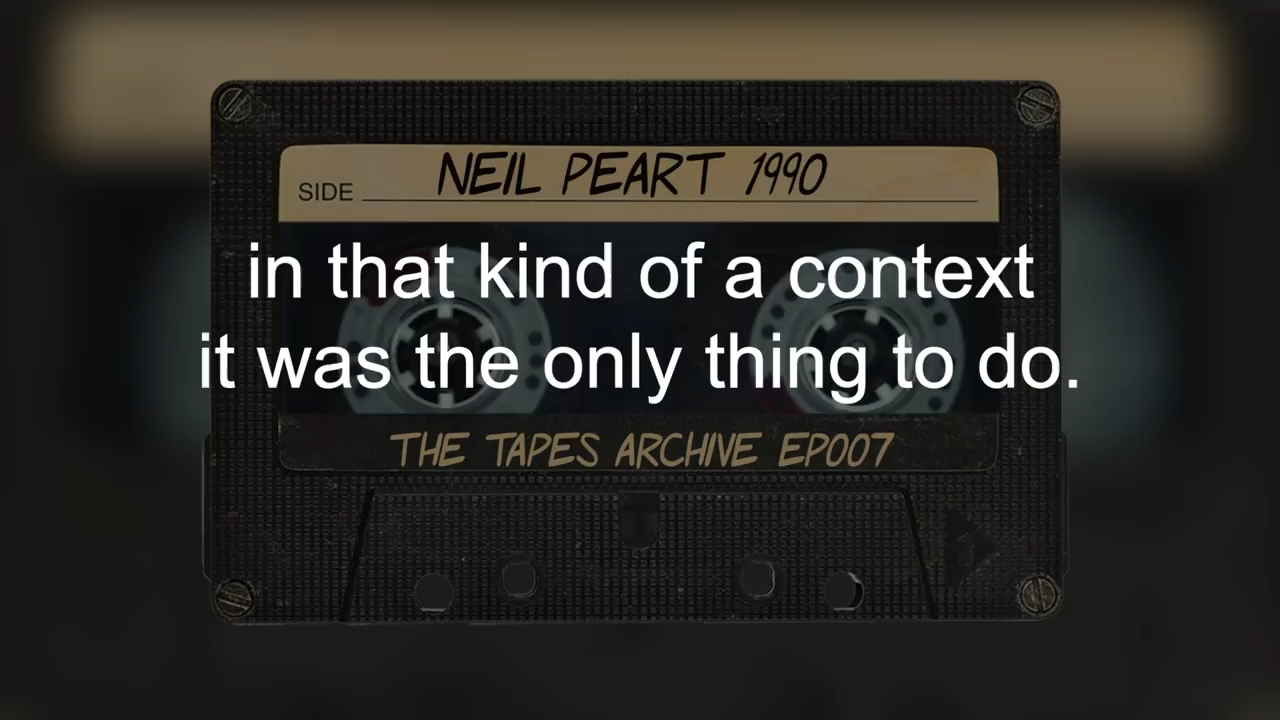 NEIL PEART 1990
SIDE
in that kind of a context
it was the only thing to do.
THE TAPES ARCHIVE EP007